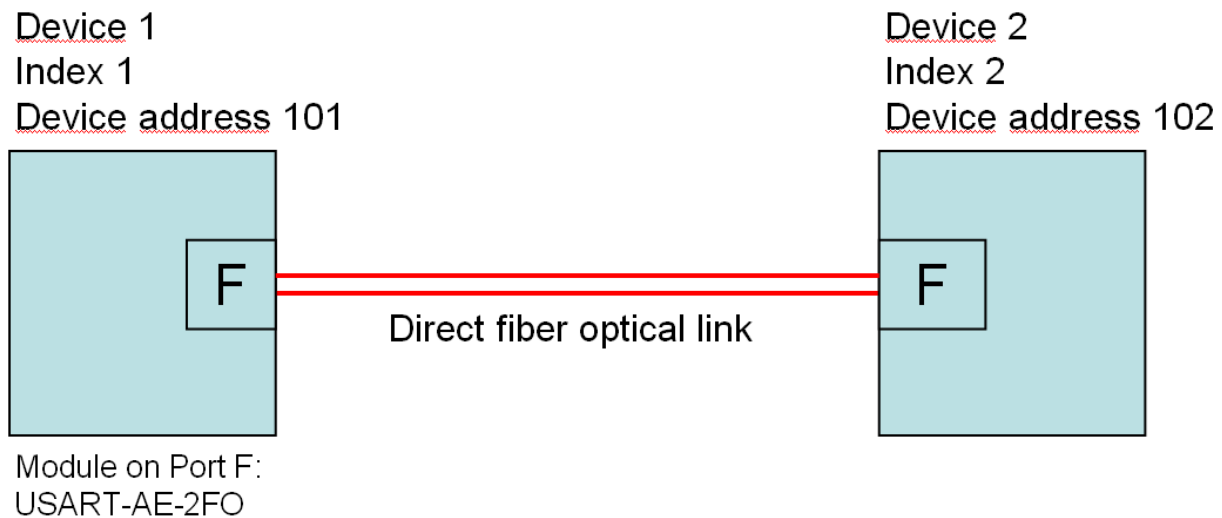 Device 1
Index 1
Device address 101
Device 2
Index 2
Device address 102
F
F
Direct fiber optical link
Module on Port F:
USART-AE-2FO